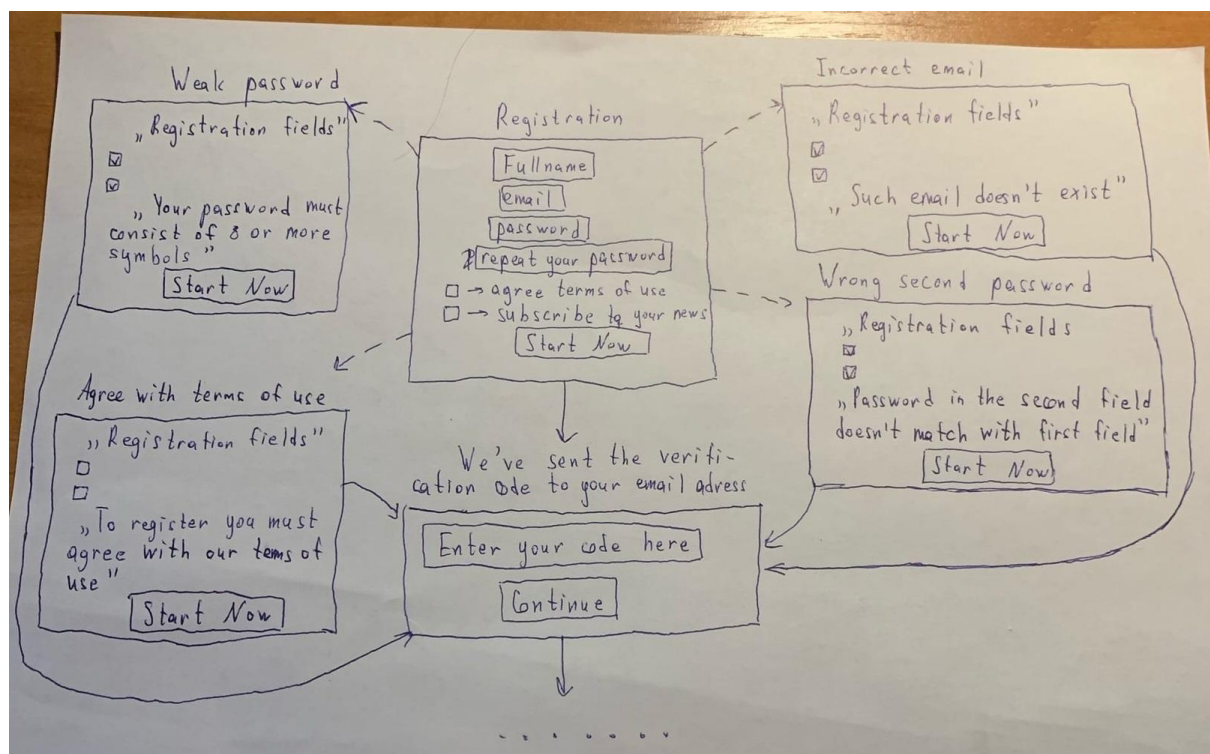 Weak password
„Registration fields”
„Your password must
consist of 8 or more
symbols”
Start Now
Registration
Fullname
email
password
repeat your password
→ agree terms of use
→ subscribe to your news
Start Now
Incorrect email
„Registration fields”
„Such email doesn't exist”
Start Now
Wrong second password
„Registration fields
„Password in the second field
doesn't match with first field”
Start Now
Agree with terms of use
„Registration fields”
„To register you must
agree with our tems of
use”
Start Now
We've sent the verifi-
cation code to your email adress
Enter your code here
Continue
. . . . . . . .